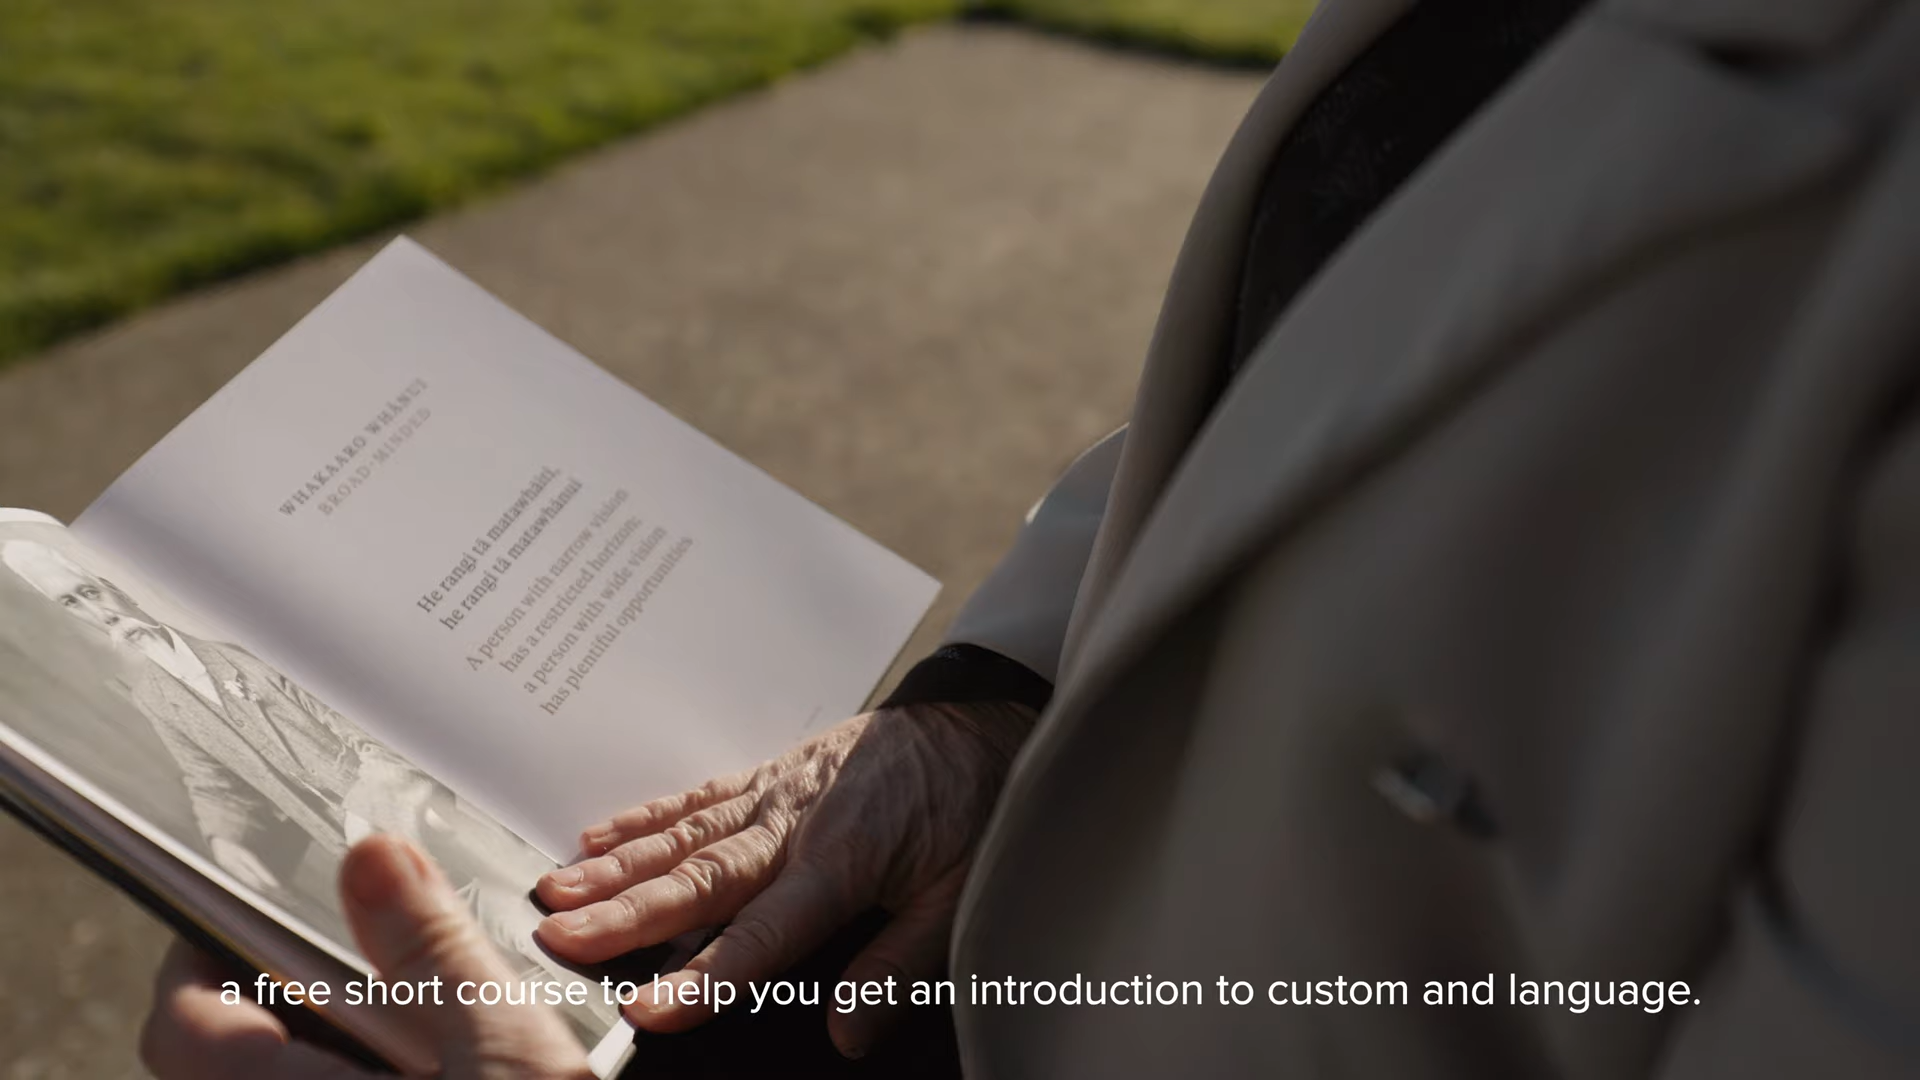 WHAKAARO WHĀNUI
BROAD-MINDED
He rangi tā matawhāiti,
he rangi tā matawhānui
A person with narrow vision
has a restricted horizon;
a person with wide vision
has plentiful opportunities
a free short course to help you get an introduction to custom and language.